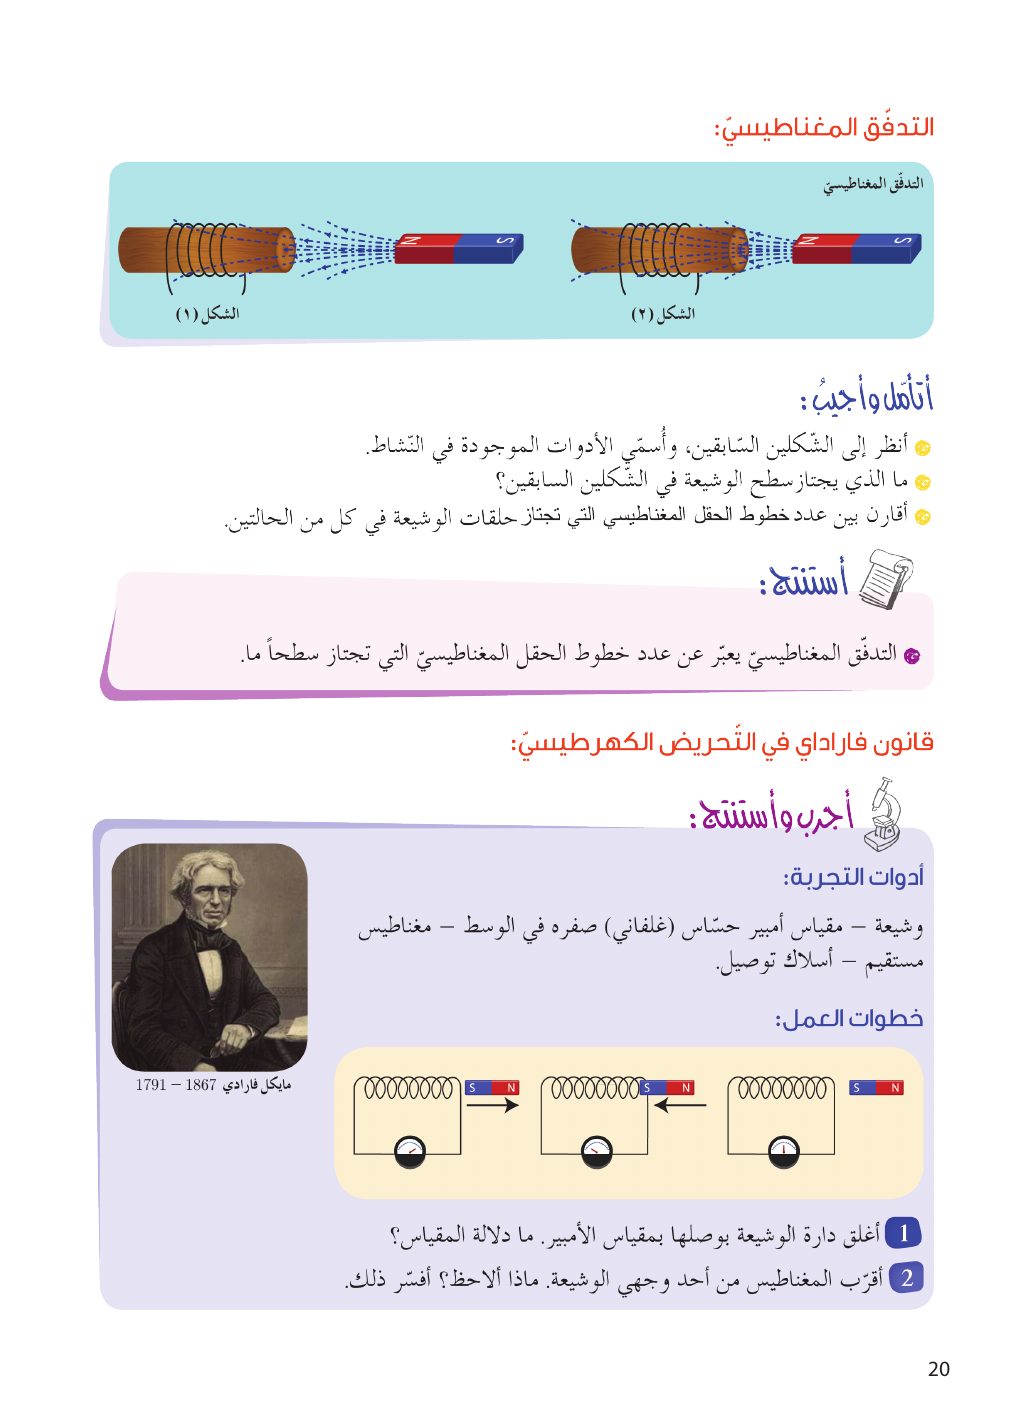 التدفّق المغناطيسيّ:
التدفّق المغناطيسيّ
N S
N S
الشكل (٢)
الشكل (١)
أتأمّل وأجيبُ:
أنظر إلى الشّكلين السّابقين، وأُسمّي الأدوات الموجودة في النّشاط.
ما الذي يجتاز سطح الوشيعة في الشّكلين السابقين؟
أقارن بين عدد خطوط الحقل المغناطيسي التي تجتاز حلقات الوشيعة في كل من الحالتين.
أستنتج:
التدفّق المغناطيسيّ يعبّر عن عدد خطوط الحقل المغناطيسيّ التي تجتاز سطحاً ما.
قانون فاراداي في التّحريض الكهرطيسيّ:
أجرب وأستنتج:
أدوات التجربة:
وشيعة – مقياس أمبير حسّاس (غلفاني) صفره في الوسط – مغناطيس
مستقيم – أسلاك توصيل.
خطوات العمل:
مايكل فارادي 1867 – 1791
S N
S N
S N
1 أغلق دارة الوشيعة بوصلها بمقياس الأمبير. ما دلالة المقياس؟
2 أقرّب المغناطيس من أحد وجهي الوشيعة. ماذا ألاحظ؟ أفسّر ذلك.
20